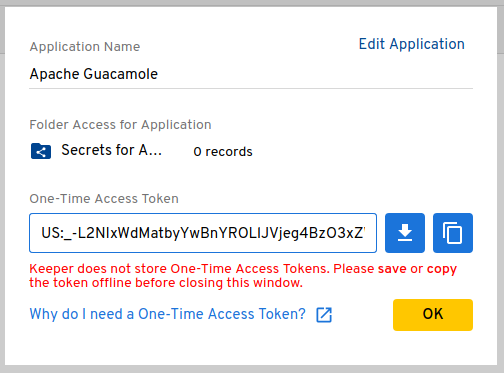 Application Name
Edit Application
Apache Guacamole
Folder Access for Application
Secrets for A...
0 records
One-Time Access Token
US:_-L2NIxWdMatbyYwBnYROLIJVjeg4BzO3xZ
Keeper does not store One-Time Access Tokens. Please save or copy
the token offline before closing this window.
Why do I need a One-Time Access Token?
OK